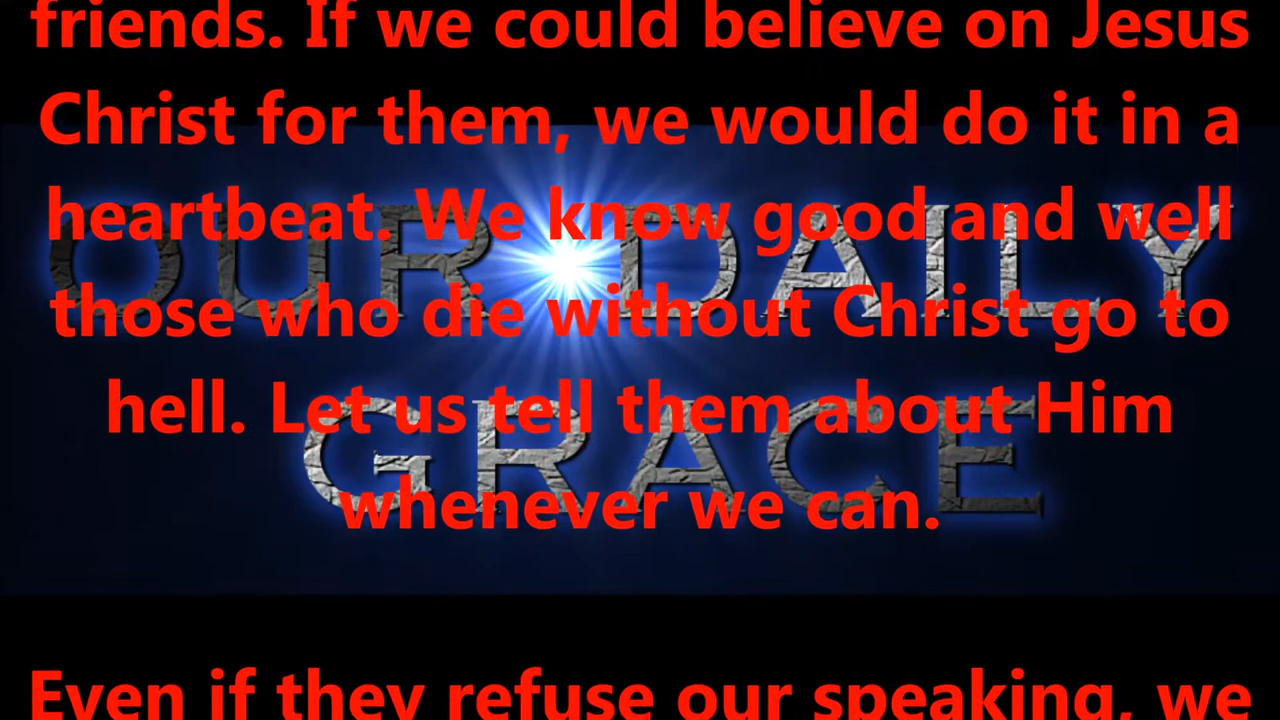 friends. If we could believe on Jesus
Christ for them, we would do it in a
heartbeat. We know good and well
those who die without Christ go to
hell. Let us tell them about Him
whenever we can.
Even if they refuse our speaking, we
OUR DAILY
GRACE